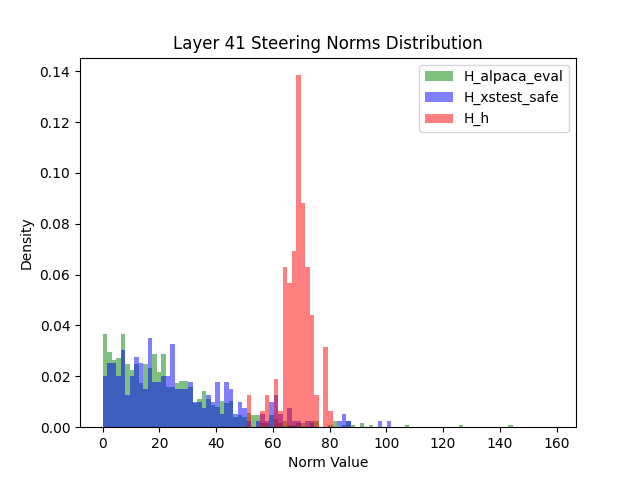 Layer 41 Steering Norms Distribution
H_alpaca_eval
H_xstest_safe
H_h
Density
0.14
0.12
0.10
0.08
0.06
0.04
0.02
0.00
0 20 40 60 80 100 120 140 160
Norm Value